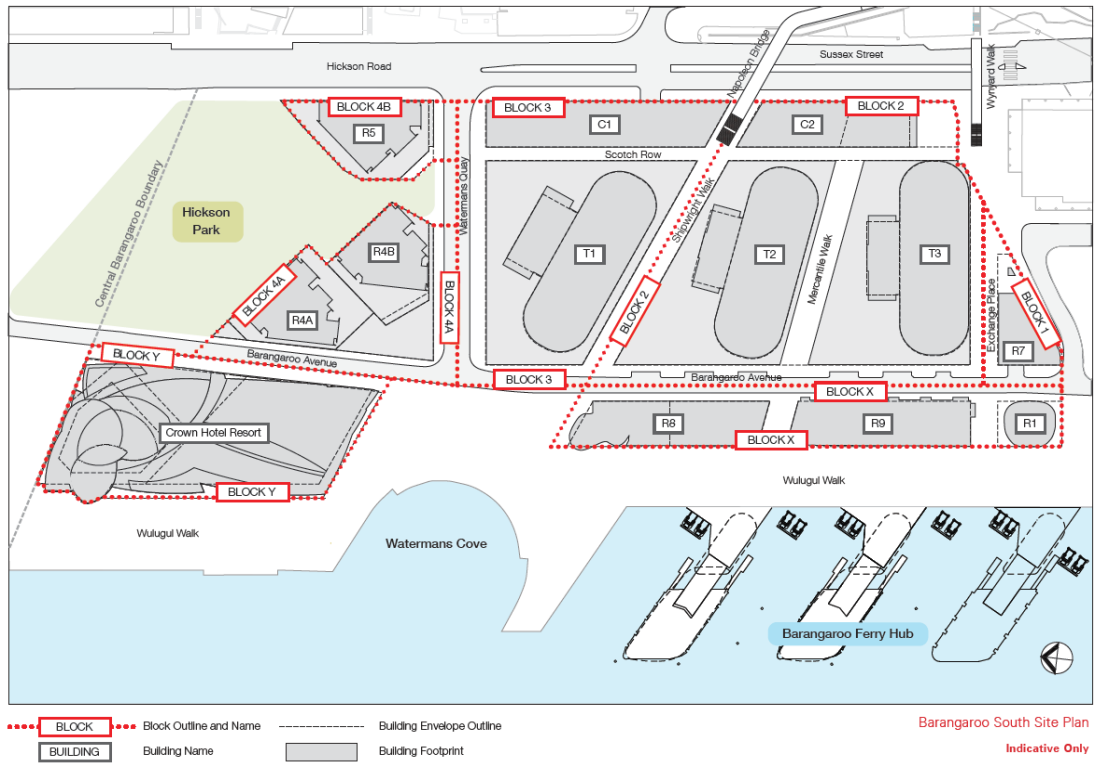 Hickson Road
Sussex Street
Napoleon Bridge
Wynyard Walk
BLOCK 4B
BLOCK 3
BLOCK 2
R5
C1
C2
Scotch Row
Watermans Quay
Shipwright Walk
Central Barangaroo Boundary
Hickson
Park
R4B
T1
T2
T3
Mercantile Walk
Exchange Place
BLOCK 4A
BLOCK 4A
BLOCK 2
BLOCK 1
R4A
R7
BLOCK Y
Barangaroo Avenue
BLOCK 3
Barangaroo Avenue
BLOCK X
Crown Hotel Resort
R8
R9
R1
BLOCK X
BLOCK Y
Wulugul Walk
Wulugul Walk
Watermans Cove
Barangaroo Ferry Hub
BLOCK
Block Outline and Name
Building Envelope Outline
BUILDING
Building Name
Building Footprint
Barangaroo South Site Plan
Indicative Only